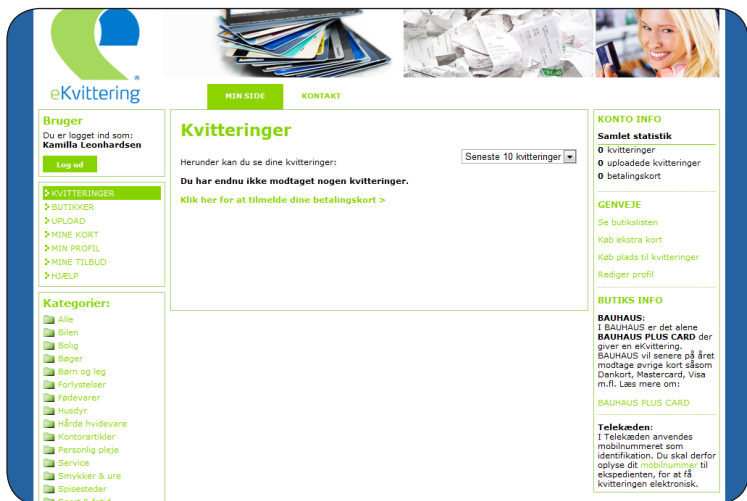 eKvittering
MIN SIDE
KONTAKT
Bruger
Du er logget ind som:
Kamilla Leonhardsen
Log ud
KVITTERINGER
BUTIKKER
UPLOAD
MINE KORT
MIN PROFIL
MINE TILBUD
HJÆLP
Kategorier:
Alle
Bilen
Bolig
Bøger
Børn og leg
Forlystelser
Fødevarer
Husdyr
Hårde hvidevare
Kontorartikler
Personlig pleje
Service
Smykker & ure
Spisesteder
Sport & fritid
Kvitteringer
Herunder kan du se dine kvitteringer:
Seneste 10 kvitteringer
Du har endnu ikke modtaget nogen kvitteringer.
Klik her for at tilmelde dine betalingskort >
KONTO INFO
Samlet statistik
0 kvitteringer
0 uploadede kvitteringer
0 betalingskort
GENVEJE
Se butikslisten
Køb ekstra kort
Køb plads til kvitteringer
Rediger profil
BUTIKS INFO
BAUHAUS:
I BAUHAUS er det alene
BAUHAUS PLUS CARD der
giver en eKvittering.
BAUHAUS vil senere på året
modtage øvrige kort såsom
Dankort, Mastercard, Visa
m.fl. Læs mere om:
BAUHAUS PLUS CARD
Telekæden:
I Telekæden anvendes
mobilnummeret som
identifikation. Du skal derfor
oplyse dit mobilnummer til
ekspedienten, for at få
kvitteringen elektronisk.